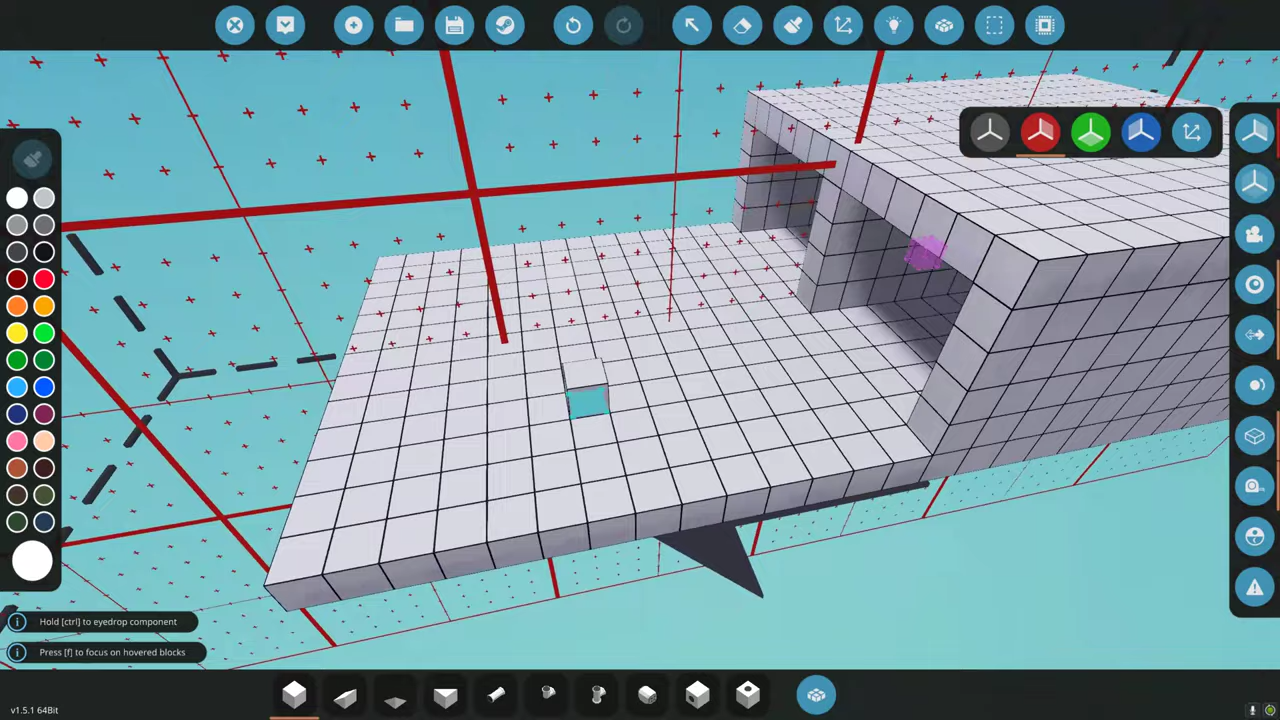 Hold [ctrl] to eyedrop component
Press [f] to focus on hovered blocks
v1.5.1 64Bit